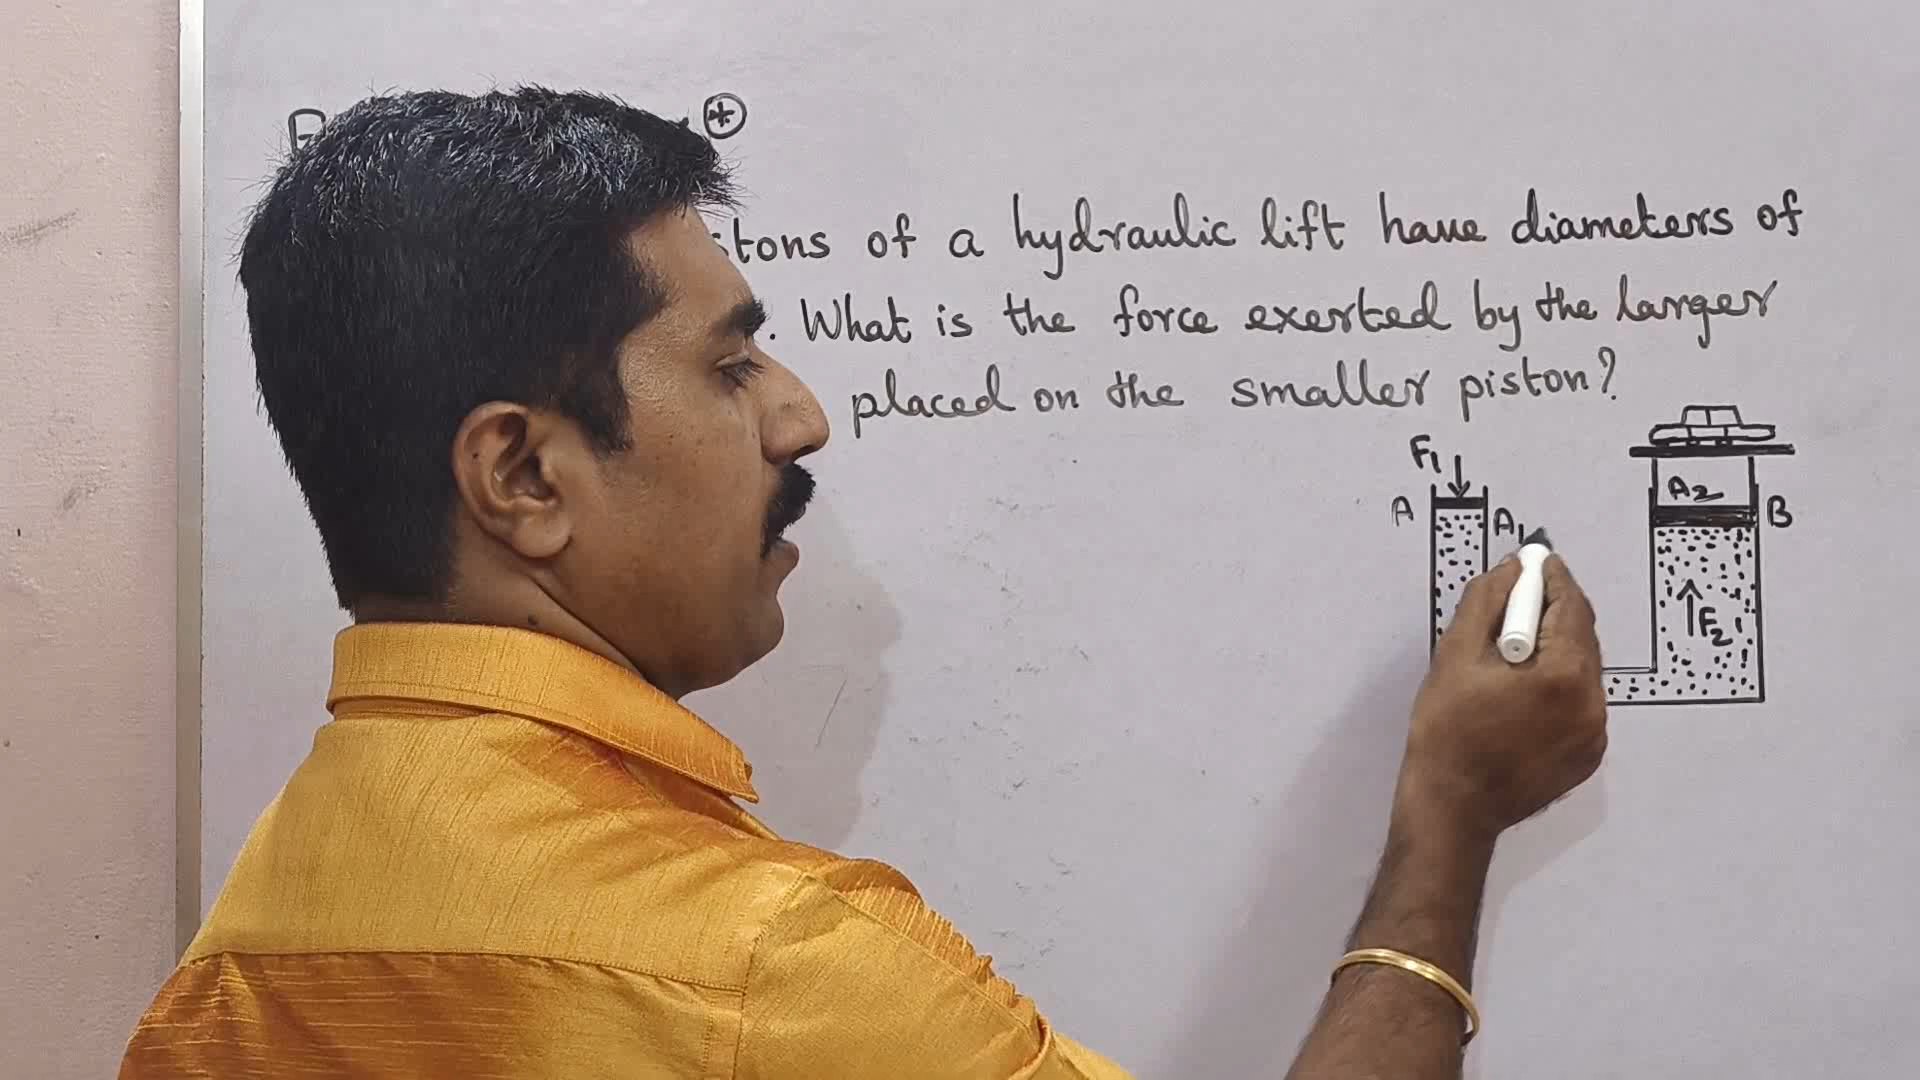 of a hydraulic lift have diameters of
. What is the force exerted by the larger
placed on the smaller piston?
F1
A2
A
A1
B
F2